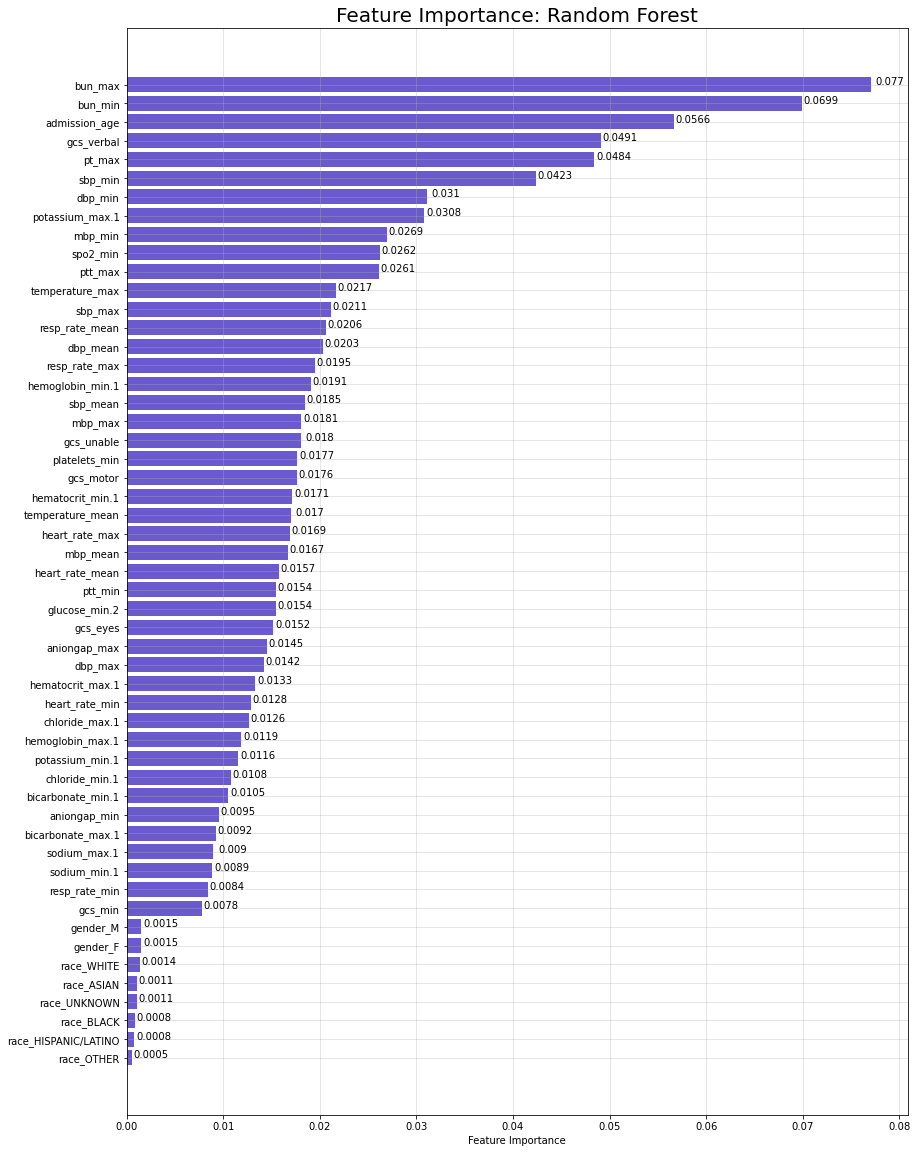 Feature Importance: Random Forest
bun_max 0.077
bun_min 0.0699
admission_age 0.0566
gcs_verbal 0.0491
pt_max 0.0484
sbp_min 0.0423
dbp_min 0.031
potassium_max.1 0.0308
mbp_min 0.0269
spo2_min 0.0262
ptt_max 0.0261
temperature_max 0.0217
sbp_max 0.0211
resp_rate_mean 0.0206
dbp_mean 0.0203
resp_rate_max 0.0195
hemoglobin_min.1 0.0191
sbp_mean 0.0185
mbp_max 0.0181
gcs_unable 0.018
platelets_min 0.0177
gcs_motor 0.0176
hematocrit_min.1 0.0171
temperature_mean 0.017
heart_rate_max 0.0169
mbp_mean 0.0167
heart_rate_mean 0.0157
ptt_min 0.0154
glucose_min.2 0.0154
gcs_eyes 0.0152
aniongap_max 0.0145
dbp_max 0.0142
hematocrit_max.1 0.0133
heart_rate_min 0.0128
chloride_max.1 0.0126
hemoglobin_max.1 0.0119
potassium_min.1 0.0116
chloride_min.1 0.0108
bicarbonate_min.1 0.0105
aniongap_min 0.0095
bicarbonate_max.1 0.0092
sodium_max.1 0.009
sodium_min.1 0.0089
resp_rate_min 0.0084
gcs_min 0.0078
gender_M 0.0015
gender_F 0.0015
race_WHITE 0.0014
race_ASIAN 0.0011
race_UNKNOWN 0.0011
race_BLACK 0.0008
race_HISPANIC/LATINO 0.0008
race_OTHER 0.0005
0.00 0.01 0.02 0.03 0.04 0.05 0.06 0.07 0.08
Feature Importance